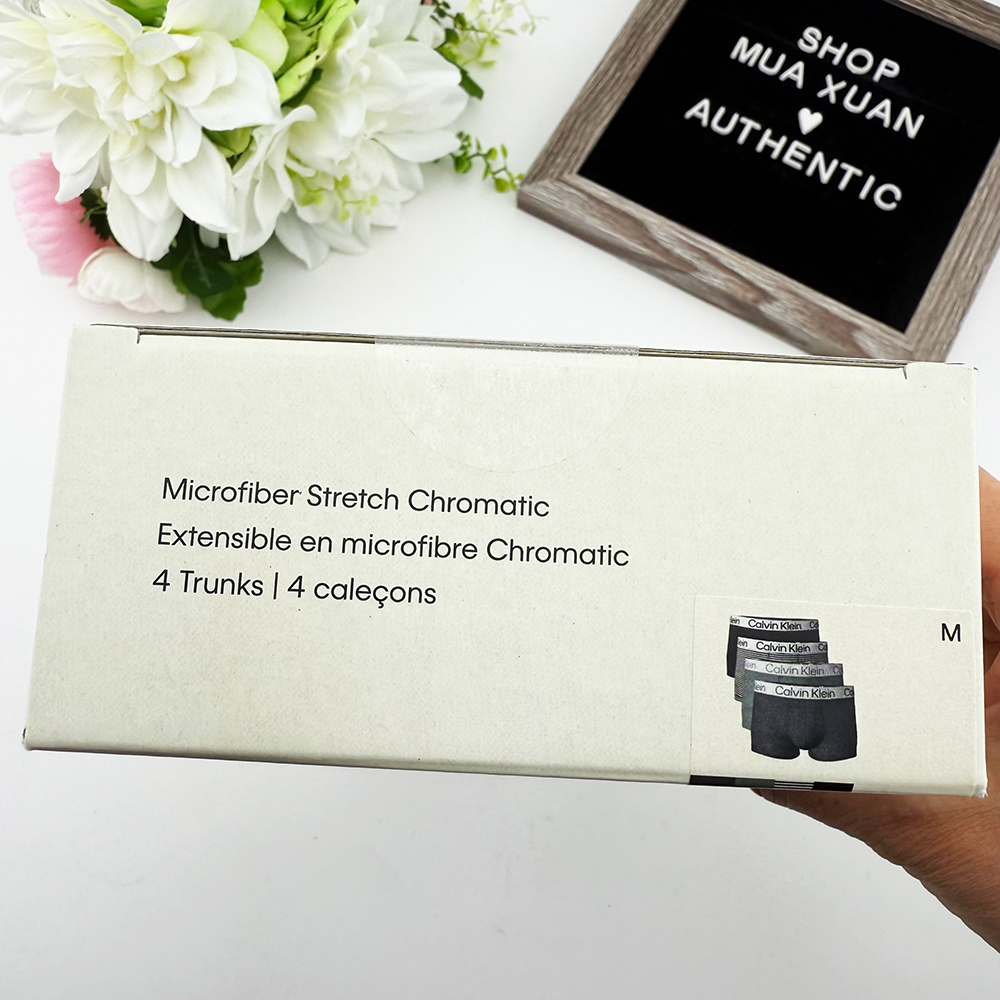 SHOP
MUA XUAN
AUTHENTIC
Microfiber Stretch Chromatic
Extensible en microfibre Chromatic
4 Trunks | 4 caleçons
M
Calvin Klein
Calvin Klein
Calvin Klein
Calvin Klein